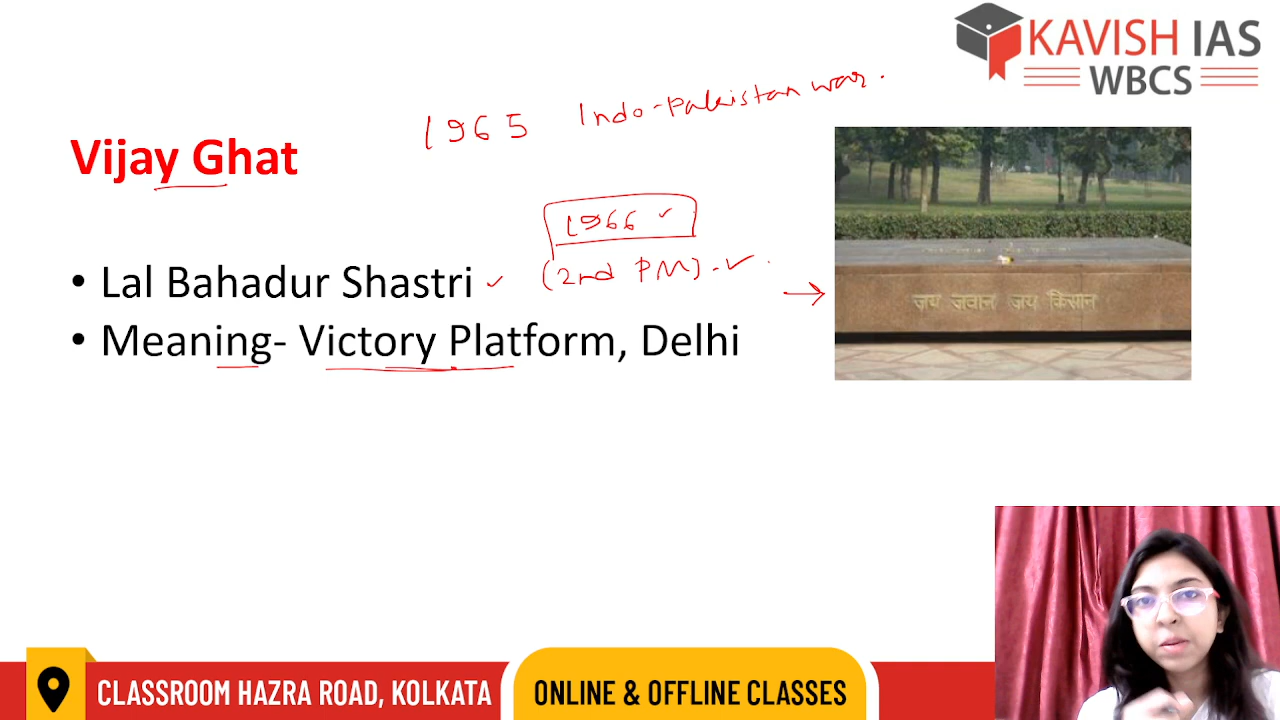 KAVISH IAS
WBCS
1965 Indo-Pakistan war.
Vijay Ghat
1966 ✓
(2nd PM). ✓.
• Lal Bahadur Shastri ✓
• Meaning- Victory Platform, Delhi
→
जय जवान जय किसान
CLASSROOM HAZRA ROAD, KOLKATA
ONLINE & OFFLINE CLASSES